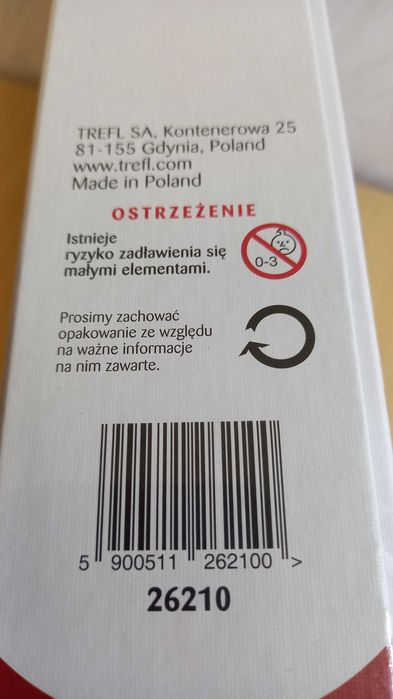 TREFL SA, Kontenerowa 25
81-155 Gdynia, Poland
www.trefl.com
Made in Poland
OSTRZEŻENIE
Istnieje
ryzyko zadławienia się
małymi elementami.
0-3
Prosimy zachować
opakowanie ze względu
na ważne informacje
na nim zawarte.
5 900511 262100 >
26210